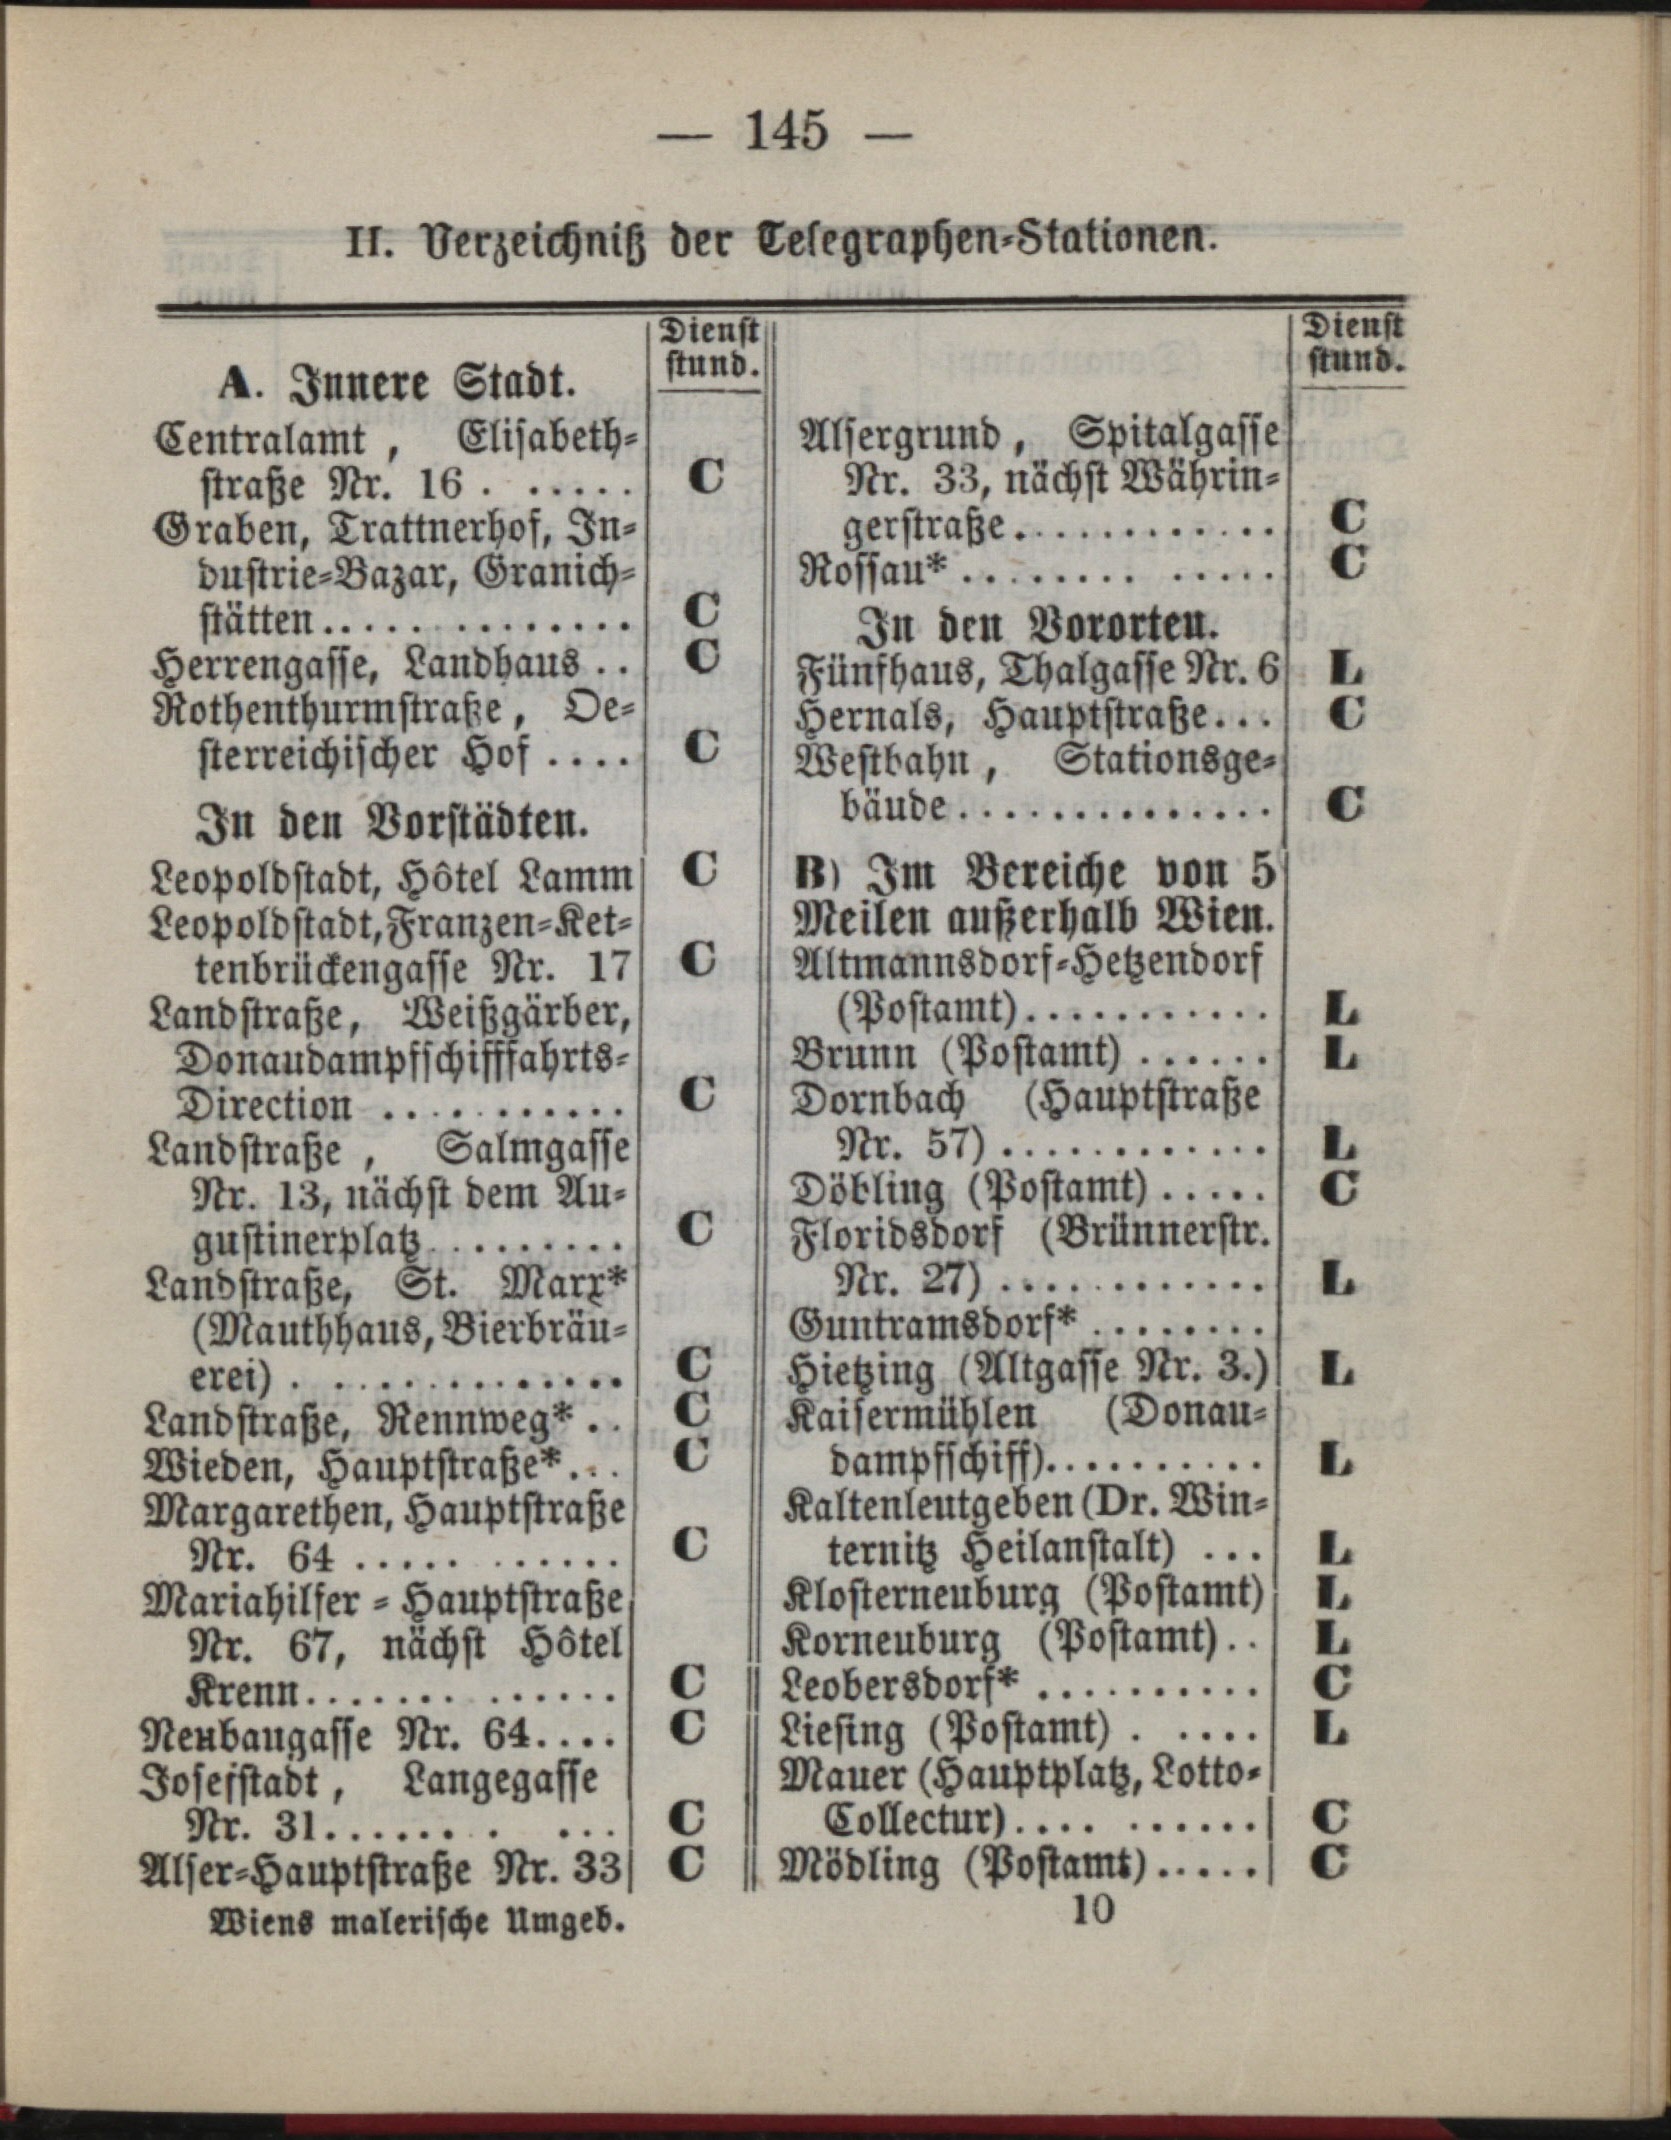 — 145 —
II. Verzeichniß der Telegraphen-Stationen.
Dienst
stund.
A. Innere Stadt.
Centralamt, Elisabeth-
straße Nr. 16 . ..... C
Graben, Trattnerhof, In-
dustrie-Bazar, Granich-
stätten.............. C
Herrengasse, Landhaus .. C
Rothenthurmstraße, Oe-
sterreichischer Hof .... C
In den Vorstädten.
Leopoldstadt, Hôtel Lamm C
Leopoldstadt, Franzen-Ket-
tenbrückengasse Nr. 17 C
Landstraße, Weißgärber,
Donaudampfschifffahrts-
Direction ........... C
Landstraße, Salmgasse
Nr. 13, nächst dem Au-
gustinerplatz.......... C
Landstraße, St. Marx*
(Mauthhaus, Bierbräu-
erei) . ............. C
Landstraße, Rennweg* .. C
Wieden, Hauptstraße*... C
Margarethen, Hauptstraße
Nr. 64 ..... ...... C
Mariahilfer-Hauptstraße
Nr. 67, nächst Hôtel
Krenn....... ...... C
Neubaugasse Nr. 64.... C
Josefstadt, Langegasse
Nr. 31....... . ... C
Alser-Hauptstraße Nr. 33 C
Wiens malerische Umgeb.
Dienst
stund.
Alsergrund, Spitalgasse
Nr. 33, nächst Währin-
gerstraße............ C
Rossau* ........ ..... C
In den Vororten.
Fünfhaus, Thalgasse Nr. 6 L
Hernals, Hauptstraße... C
Westbahn, Stationsge-
bäude.............. C
B) Im Bereiche von 5
Meilen außerhalb Wien.
Altmannsdorf-Hetzendorf
(Postamt)........... L
Brunn (Postamt) ...... L
Dornbach (Hauptstraße
Nr. 57) ............ L
Döbling (Postamt) ..... C
Floridsdorf (Brünnerstr.
Nr. 27) ............ L
Guntramsdorf* ........
Hietzing (Altgasse Nr. 3.) L
Kaisermühlen (Donau-
dampfschiff).......... L
Kaltenleutgeben (Dr. Win-
ternitz Heilanstalt) ... L
Klosterneuburg (Postamt) L
Korneuburg (Postamt).. L
Leobersdorf* .......... C
Liesing (Postamt) . .... L
Mauer (Hauptplatz, Lotto-
Collectur).... ...... C
Mödling (Postamt) ..... C
10